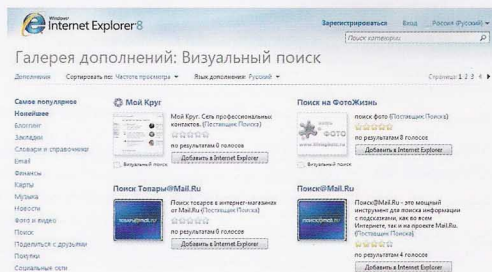 Windows®
Internet Explorer 8
Зарегистрироваться Вход Россия (Русский)
Поиск категории
Галерея дополнений: Визуальный поиск
Дополнения Сортировать по: Частоте просмотра Язык дополнения: Русский Страница: 1 2 3 4
Самое популярное
Новейшее
Блоггинг
Закладки
Словари и справочники
Email
Финансы
Карты
Музыка
Новости
Фото и видео
Поиск
Поделиться с друзьями
Покупки
Социальные сети
Мой Круг
Мой Круг. Сеть профессиональных
контактов. (Поставщик Поиска)
по результатам 0 голосов
Добавить в Internet Explorer
Визуальный поиск
Поиск на ФотоЖизнь
поиск фото (Поставщик Поиска)
ФОТО
по результатам 0 голосов
Добавить в Internet Explorer
Визуальный поиск
Поиск Товары@Mail.Ru
Поиск товаров в интернет-магазинах
от Mail.Ru (Поставщик Поиска)
по результатам 0 голосов
Добавить в Internet Explorer
Поиск@Mail.Ru
Поиск@Mail.Ru - это мощный
инструмент для поиска информации
с подсказками, как во всем
Интернете, так и на проекте Mail.Ru.
(Поставщик Поиска)
по результатам 4 голосов
Добавить в Internet Explorer